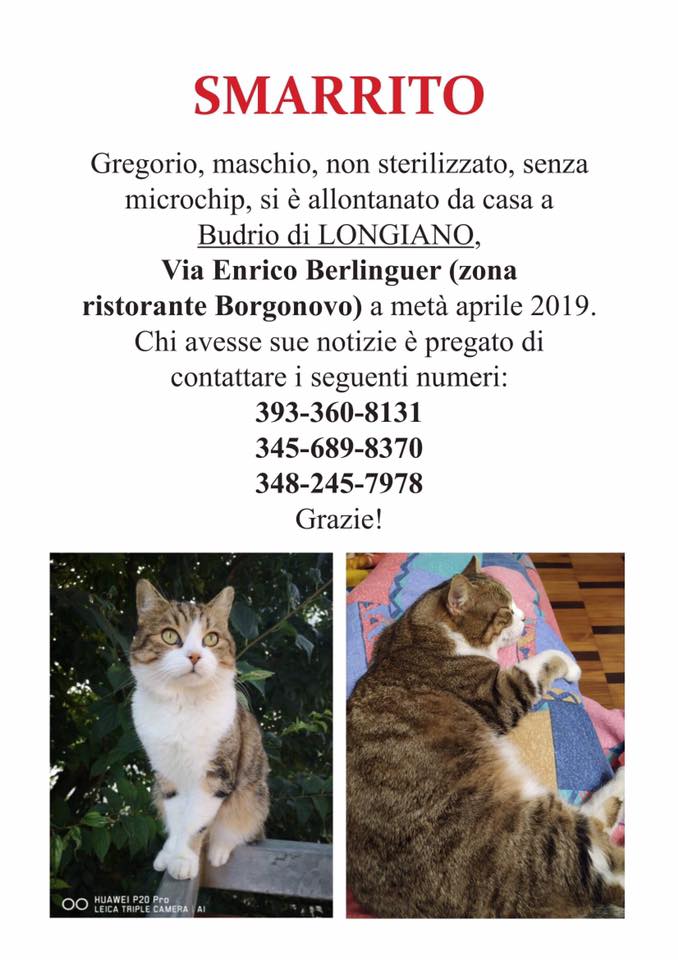 SMARRITO
Gregorio, maschio, non sterilizzato, senza
microchip, si è allontanato da casa a
Budrio di LONGIANO,
Via Enrico Berlinguer (zona
ristorante Borgonovo) a metà aprile 2019.
Chi avesse sue notizie è pregato di
contattare i seguenti numeri:
393-360-8131
345-689-8370
348-245-7978
Grazie!
HUAWEI P20 Pro
LEICA TRIPLE CAMERA | AI